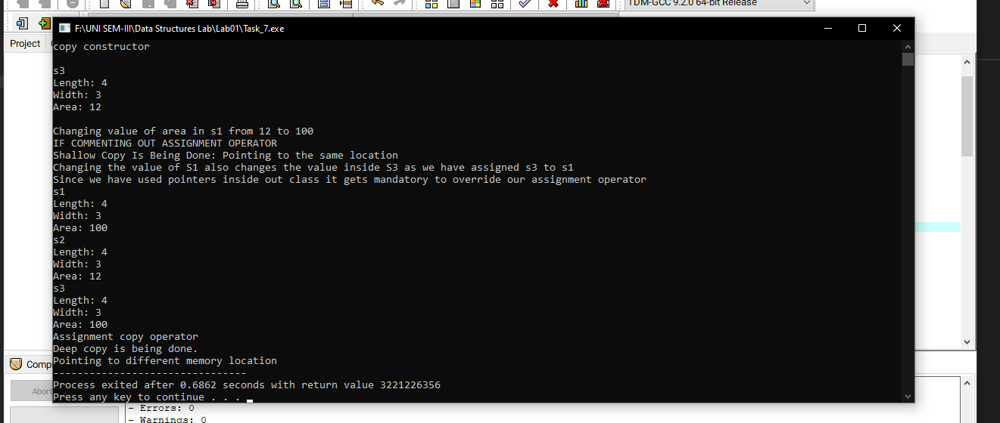 TDM-GCC 9.2.0 64-bit Release
F:\UNI SEM-III\Data Structures Lab\Lab01\Task_7.exe
Project
copy constructor
s3
Length: 4
Width: 3
Area: 12
Changing value of area in s1 from 12 to 100
IF COMMENTING OUT ASSIGNMENT OPERATOR
Shallow Copy Is Being Done: Pointing to the same location
Changing the value of S1 also changes the value inside S3 as we have assigned s3 to s1
Since we have used pointers inside out class it gets mandatory to override our assignment operator
s1
Length: 4
Width: 3
Area: 100
s2
Length: 4
Width: 3
Area: 12
s3
Length: 4
Width: 3
Area: 100
Assignment copy operator
Deep copy is being done.
Pointing to different memory location
--------------------------------
Process exited after 0.6862 seconds with return value 3221226356
Press any key to continue . . .
Comp
Abort
- Errors: 0
- Warnings: 0